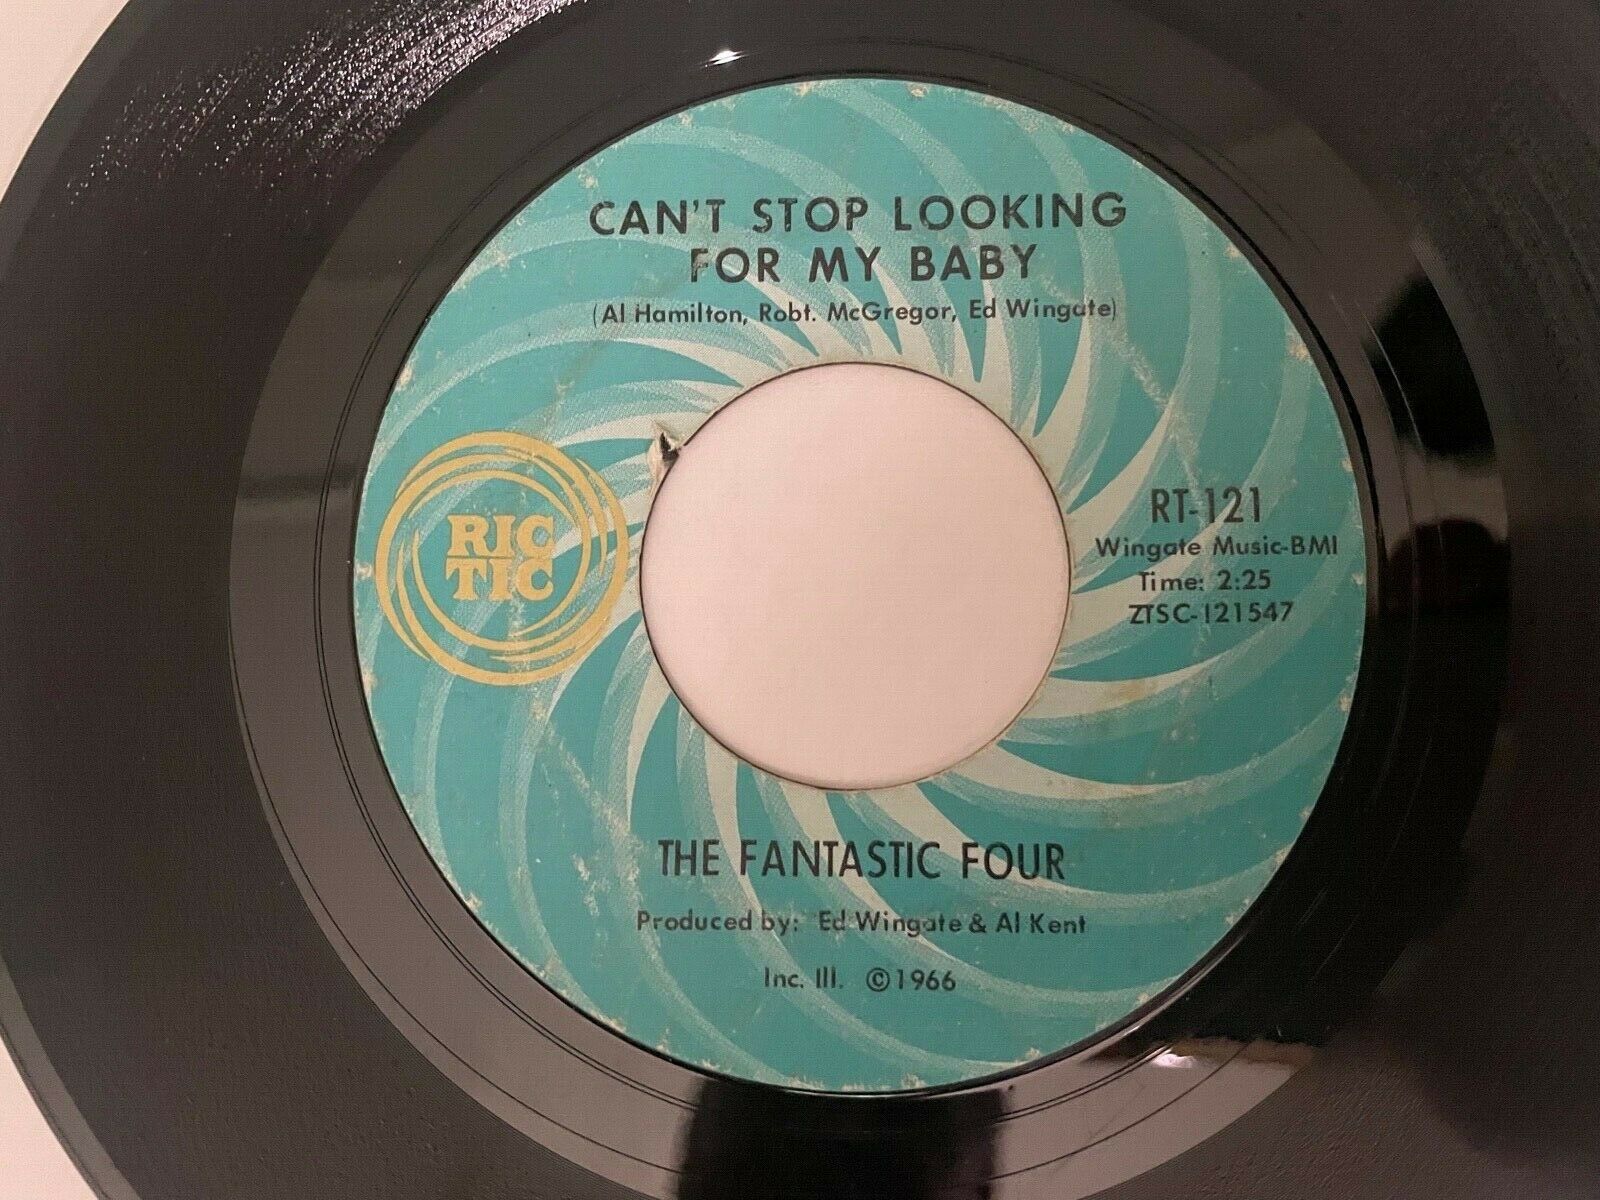 CAN'T STOP LOOKING
FOR MY BABY
(Al Hamilton, Robt. McGregor, Ed Wingate)
RIC
TIC
RT-121
Wingate Music-BMI
Time: 2:25
ZTSC-121547
THE FANTASTIC FOUR
Produced by: Ed Wingate & Al Kent
Inc. Ill. ©1966